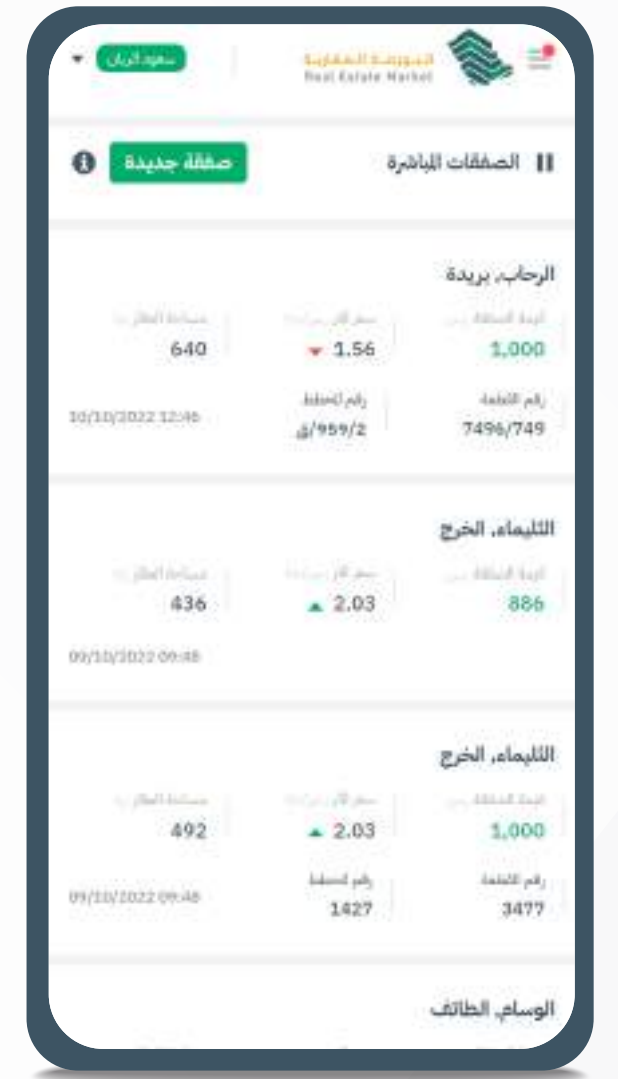 سعود الريان
البورصة العقارية
Real Estate Market
الصفقات المباشرة
صفقة جديدة
الرحاب, بريدة
640
1.56
1,000
رقم القطعة
رقم المخطط
7496/749
959/2/ق
10/10/2022 12:46
الثليماء, الخرج
886
2.03
436
09/10/2022 09:48
الثليماء, الخرج
1,000
2.03
492
رقم القطعة
رقم المخطط
3477
1427
09/10/2022 09:48
الوسام, الطائف